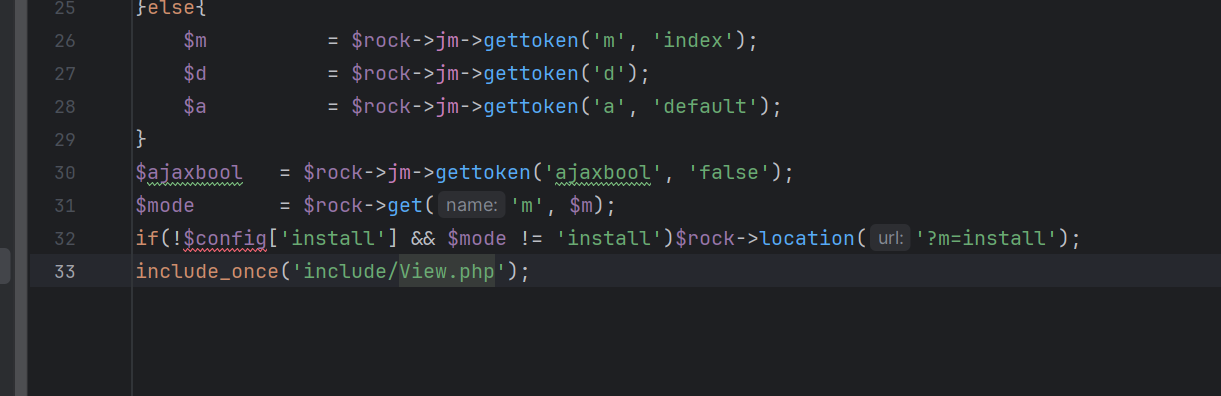 25 }else{
26 $m = $rock->jm->gettoken('m', 'index');
27 $d = $rock->jm->gettoken('d');
28 $a = $rock->jm->gettoken('a', 'default');
29 }
30 $ajaxbool = $rock->jm->gettoken('ajaxbool', 'false');
31 $mode = $rock->get( name: 'm', $m);
32 if(!$config['install'] && $mode != 'install')$rock->location( url: '?m=install');
33 include_once('include/View.php');